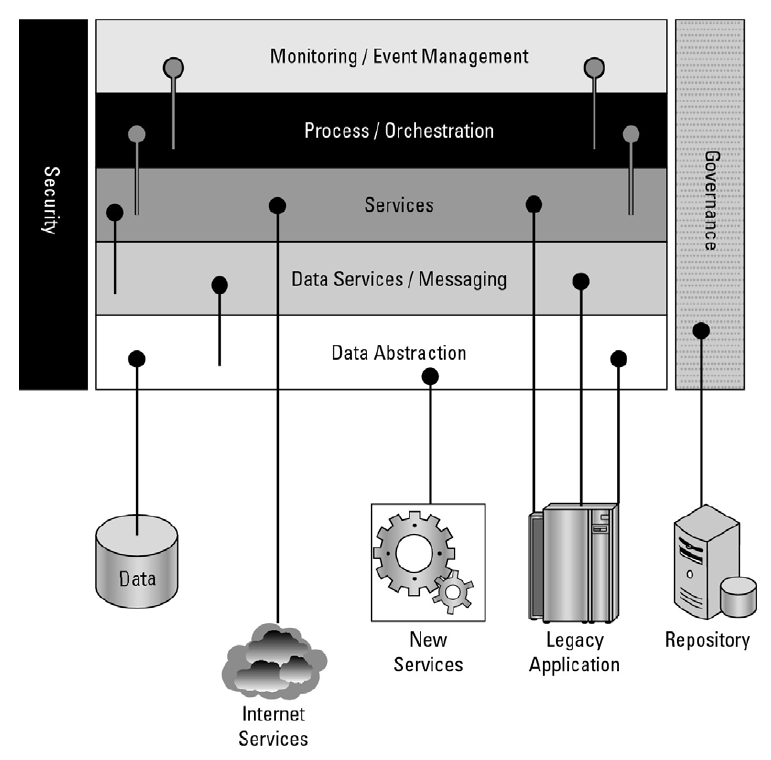 Monitoring / Event Management
Process / Orchestration
Security
Governance
Services
Data Services / Messaging
Data Abstraction
Data
New
Services
Legacy
Application
Repository
Internet
Services